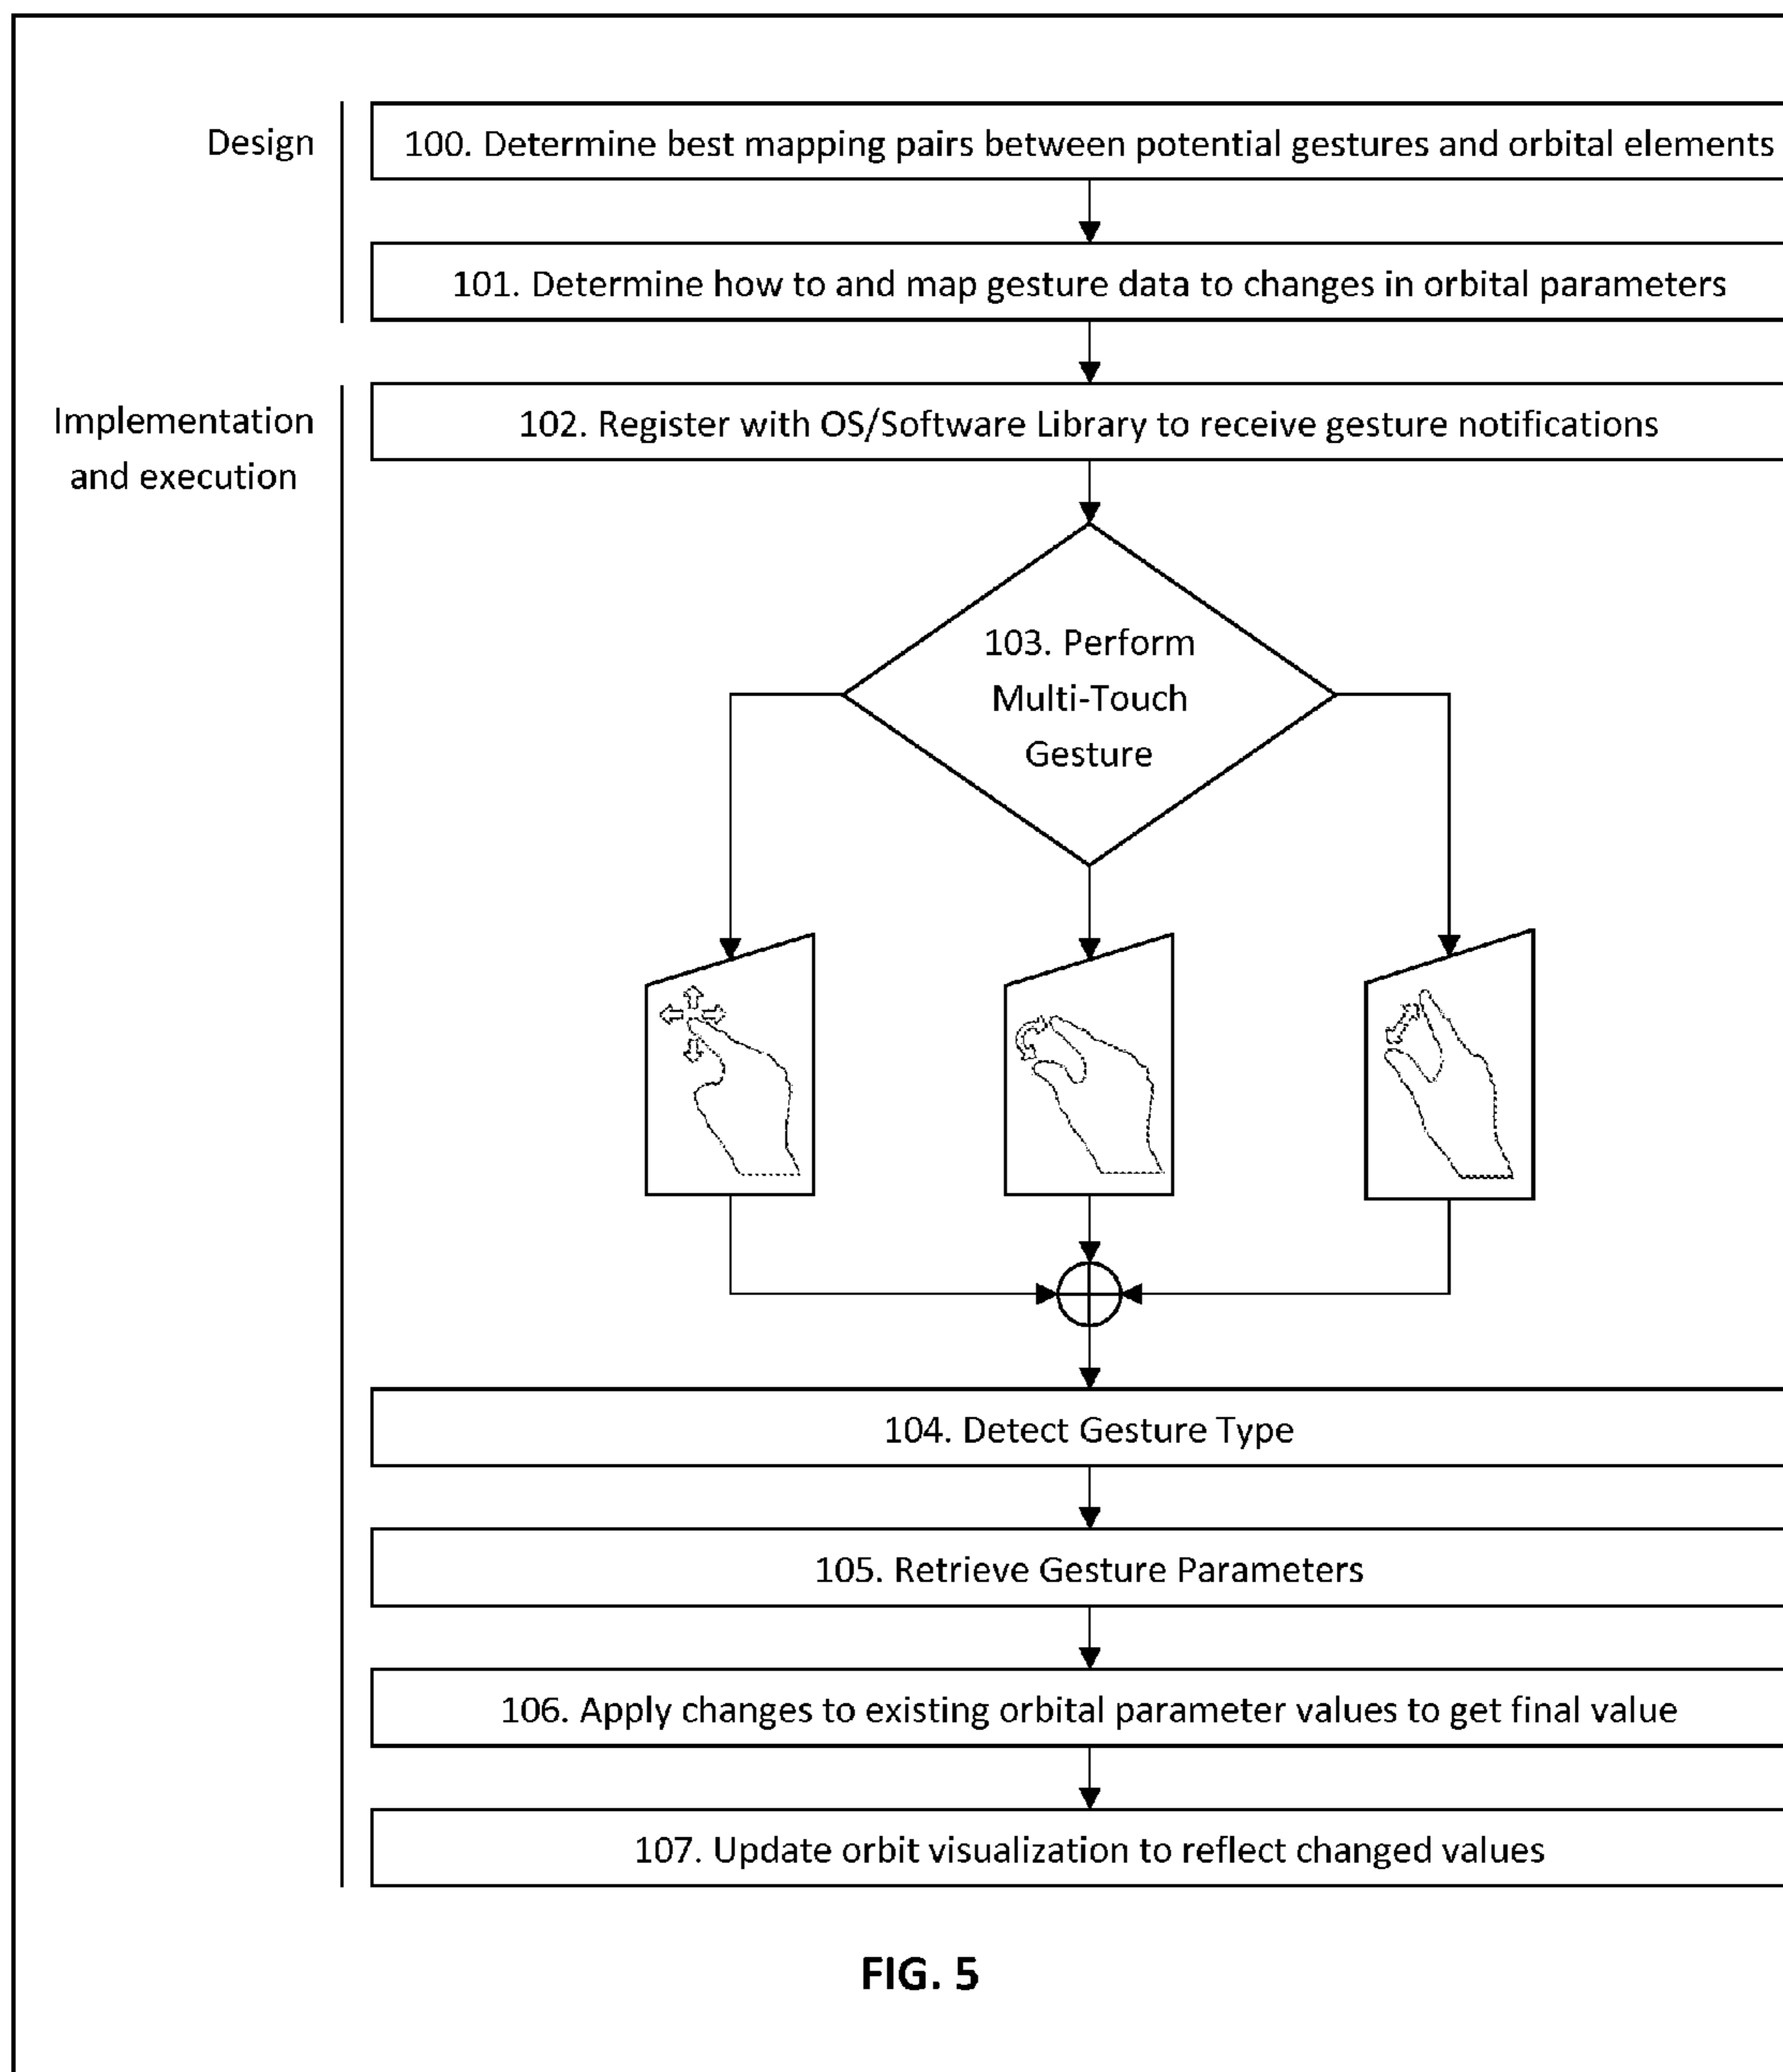 Design
100. Determine best mapping pairs between potential gestures and orbital elements
101. Determine how to and map gesture data to changes in orbital parameters
Implementation
and execution
102. Register with OS/Software Library to receive gesture notifications
103. Perform
Multi-Touch
Gesture
104. Detect Gesture Type
105. Retrieve Gesture Parameters
106. Apply changes to existing orbital parameter values to get final value
107. Update orbit visualization to reflect changed values
FIG. 5